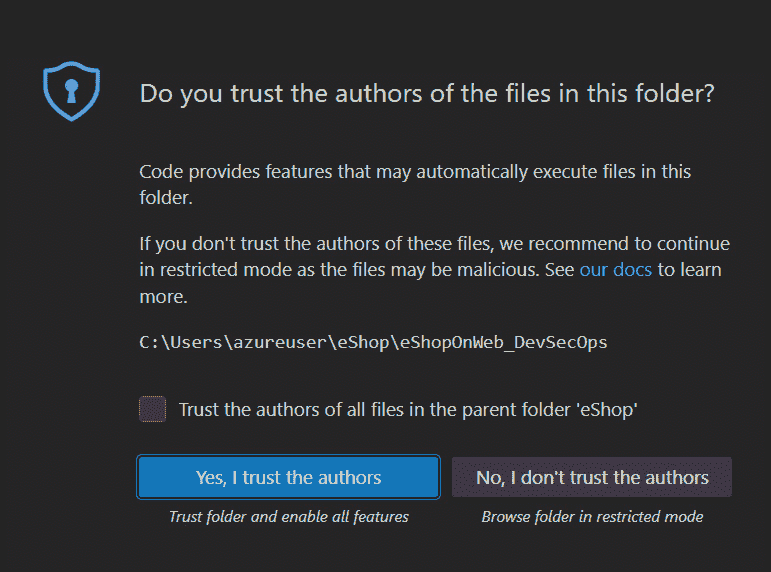 Do you trust the authors of the files in this folder?
Code provides features that may automatically execute files in this
folder.
If you don't trust the authors of these files, we recommend to continue
in restricted mode as the files may be malicious. See our docs to learn
more.
C:\Users\azureuser\eShop\eShopOnWeb_DevSecOps
Trust the authors of all files in the parent folder 'eShop'
Yes, I trust the authors
No, I don't trust the authors
Trust folder and enable all features
Browse folder in restricted mode